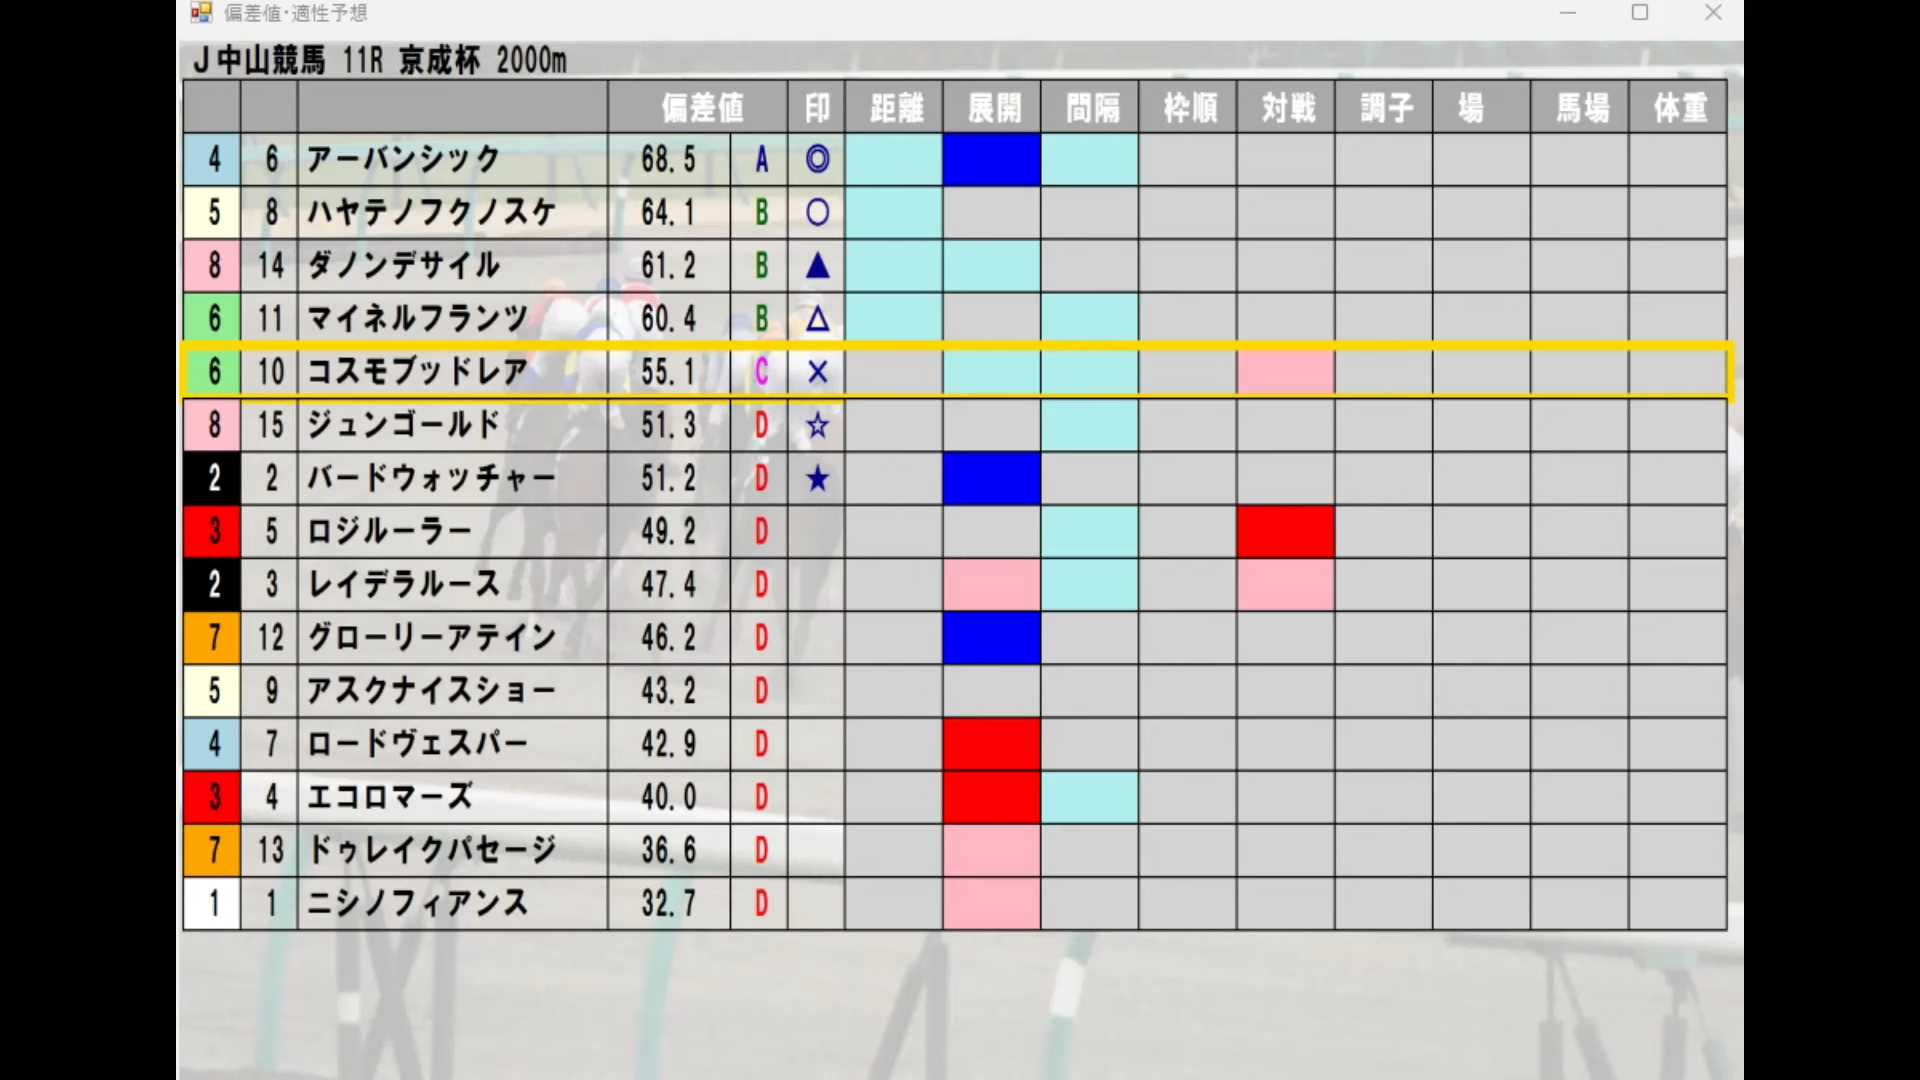 偏差値・適性予想
J中山競馬 11R 京成杯 2000m
偏差値 印 距離 展開 間隔 枠順 対戦 調子 場 馬場 体重
4 6 アーバンシック 68.5 A ◎
5 8 ハヤテノフクノスケ 64.1 B ○
8 14 ダノンデサイル 61.2 B ▲
6 11 マイネルフランツ 60.4 B △
6 10 コスモブッドレア 55.1 C ×
8 15 ジュンゴールド 51.3 D ☆
2 2 バードウォッチャー 51.2 D ★
3 5 ロジルーラー 49.2 D
2 3 レイデラルース 47.4 D
7 12 グローリーアテイン 46.2 D
5 9 アスクナイスショー 43.2 D
4 7 ロードヴェスパー 42.9 D
3 4 エコロマーズ 40.0 D
7 13 ドゥレイクパセージ 36.6 D
1 1 ニシノフィアンス 32.7 D